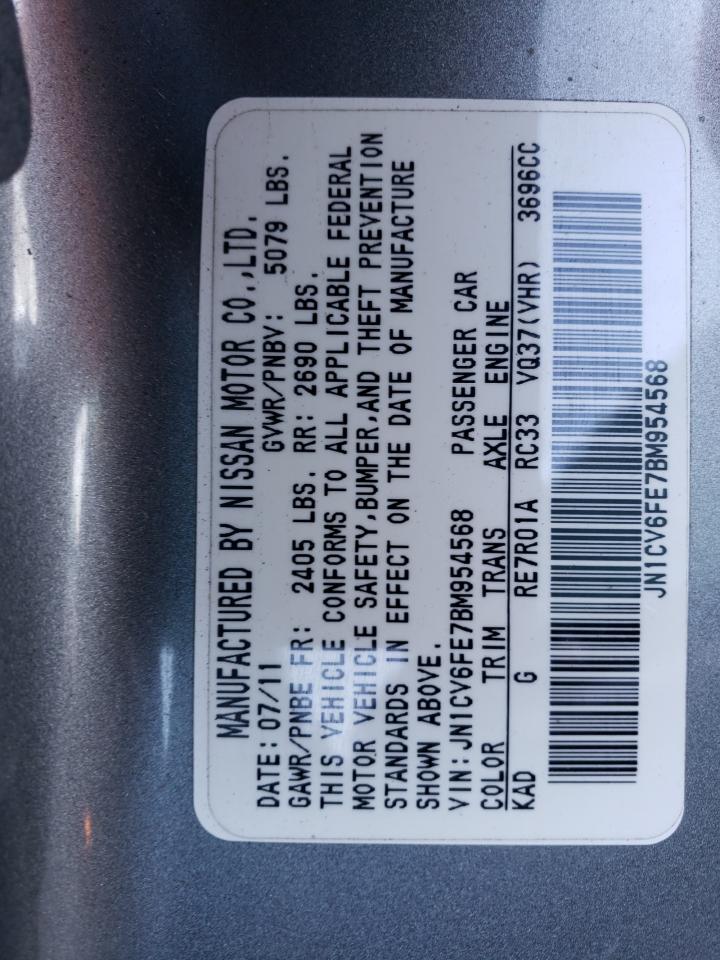 MANUFACTURED BY NISSAN MOTOR CO.,LTD.
DATE: 07/11 GVWR/PNBV: 5079 LBS.
GAWR/PNBE FR: 2405 LBS. RR: 2690 LBS.
THIS VEHICLE CONFORMS TO ALL APPLICABLE FEDERAL
MOTOR VEHICLE SAFETY,BUMPER,AND THEFT PREVENTION
STANDARDS IN EFFECT ON THE DATE OF MANUFACTURE
SHOWN ABOVE.
VIN:JN1CV6FE7BM954568 PASSENGER CAR
COLOR TRIM TRANS AXLE ENGINE
KAD G RE7R01A RC33 VQ37(VHR) 3696CC
JN1CV6FE7BM954568